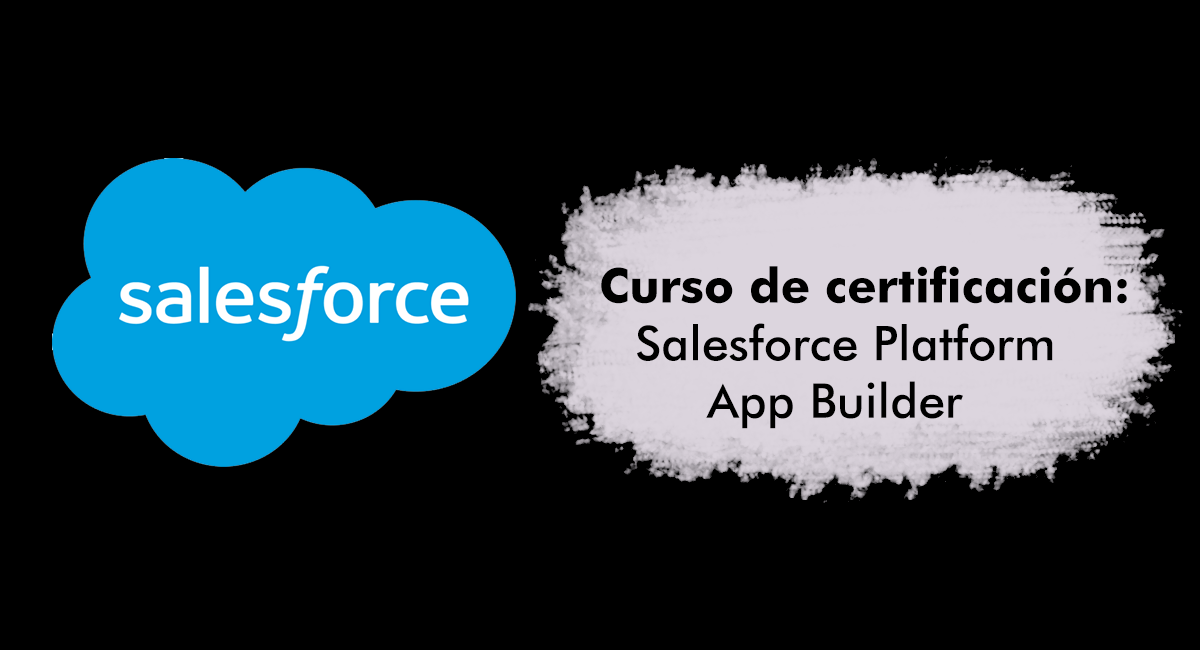 salesforce
Curso de certificación:
Salesforce Platform
App Builder